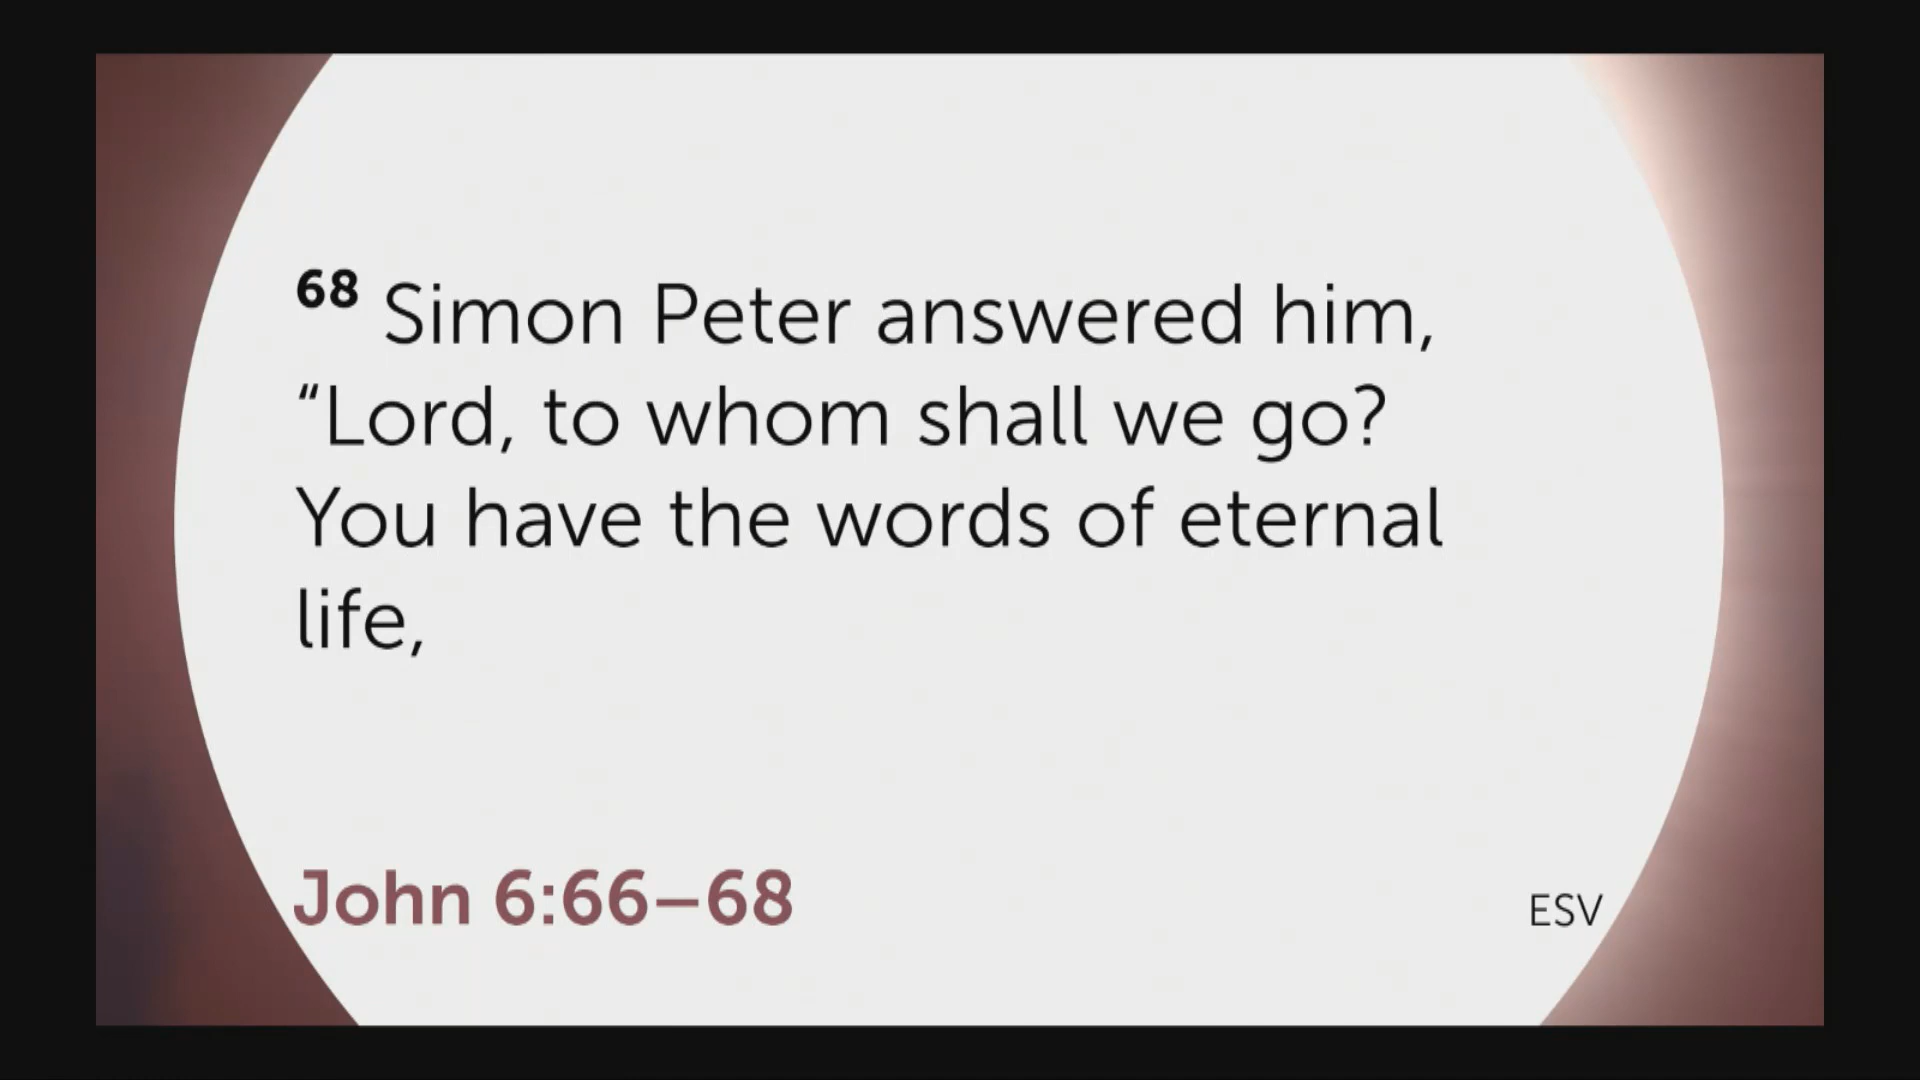 68 Simon Peter answered him,
“Lord, to whom shall we go?
You have the words of eternal
life,
John 6:66–68
ESV